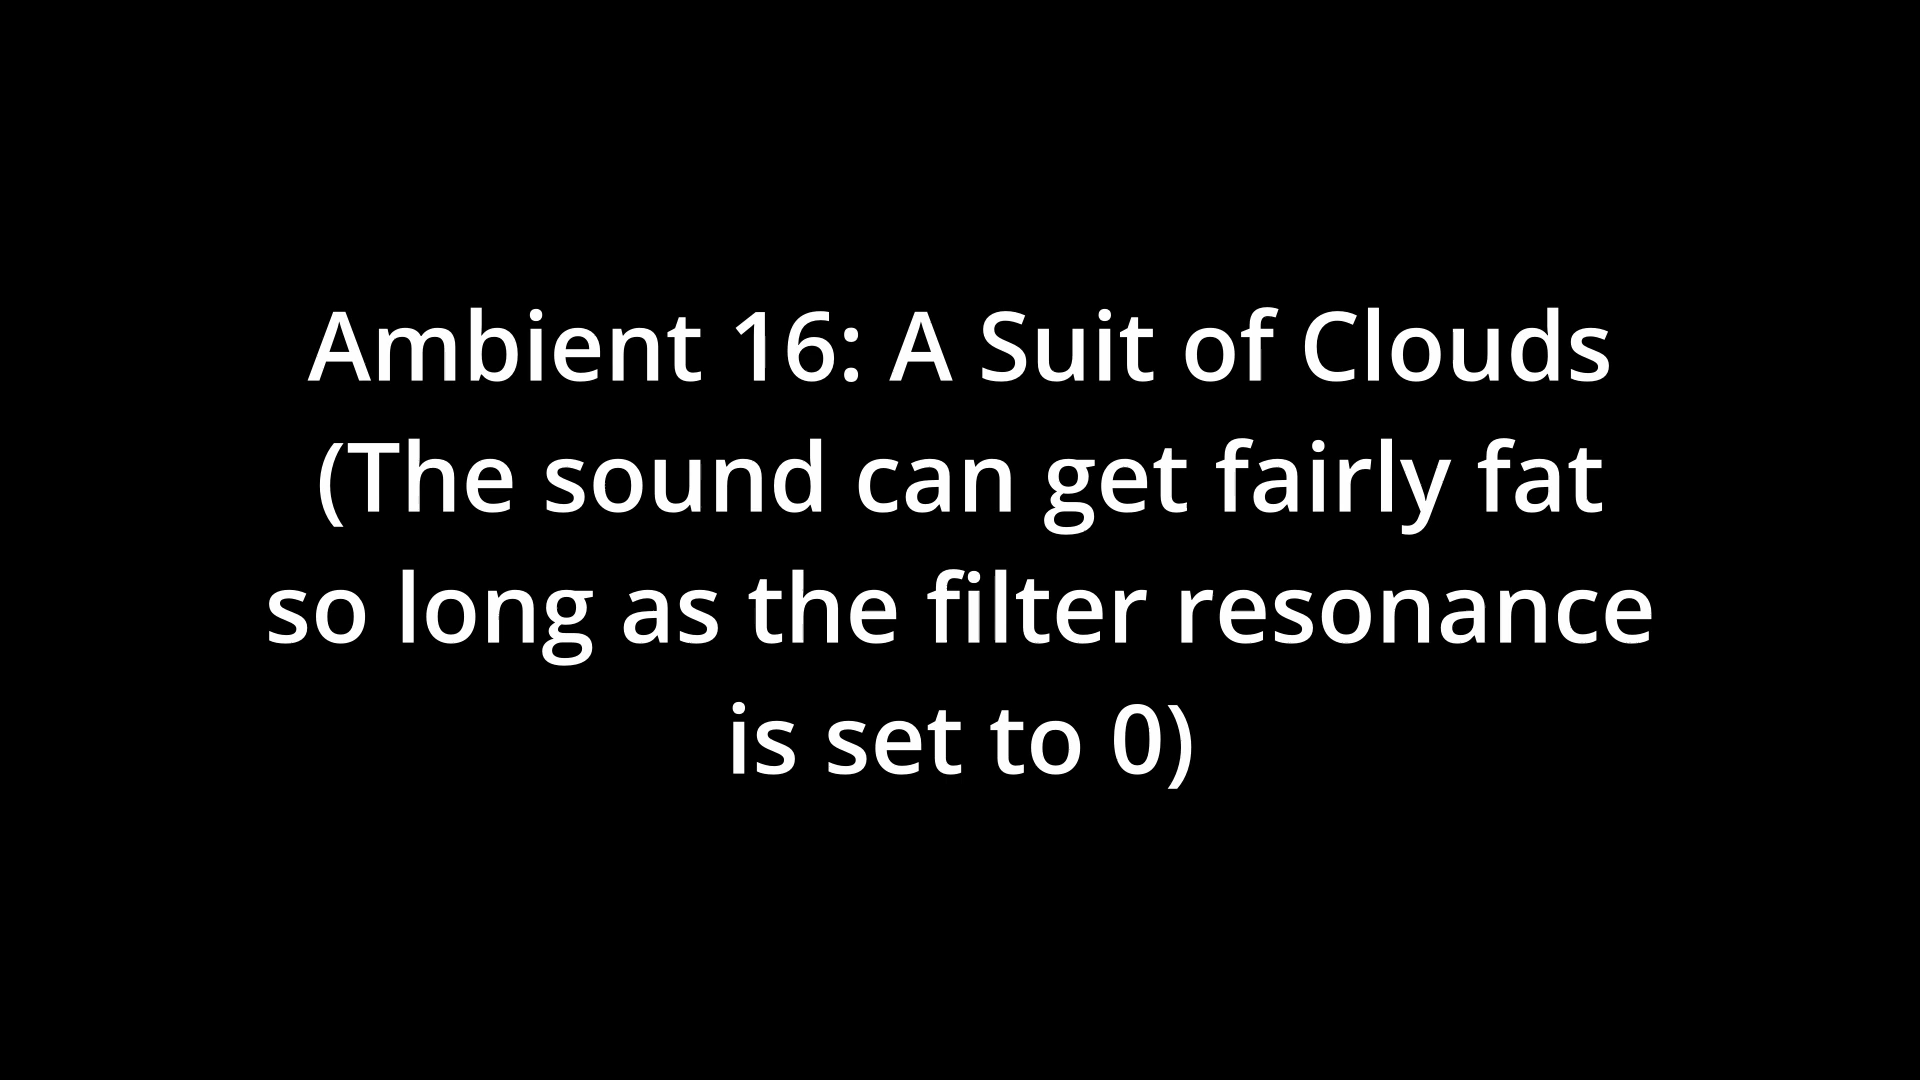 Ambient 16: A Suit of Clouds
(The sound can get fairly fat
so long as the filter resonance
is set to 0)